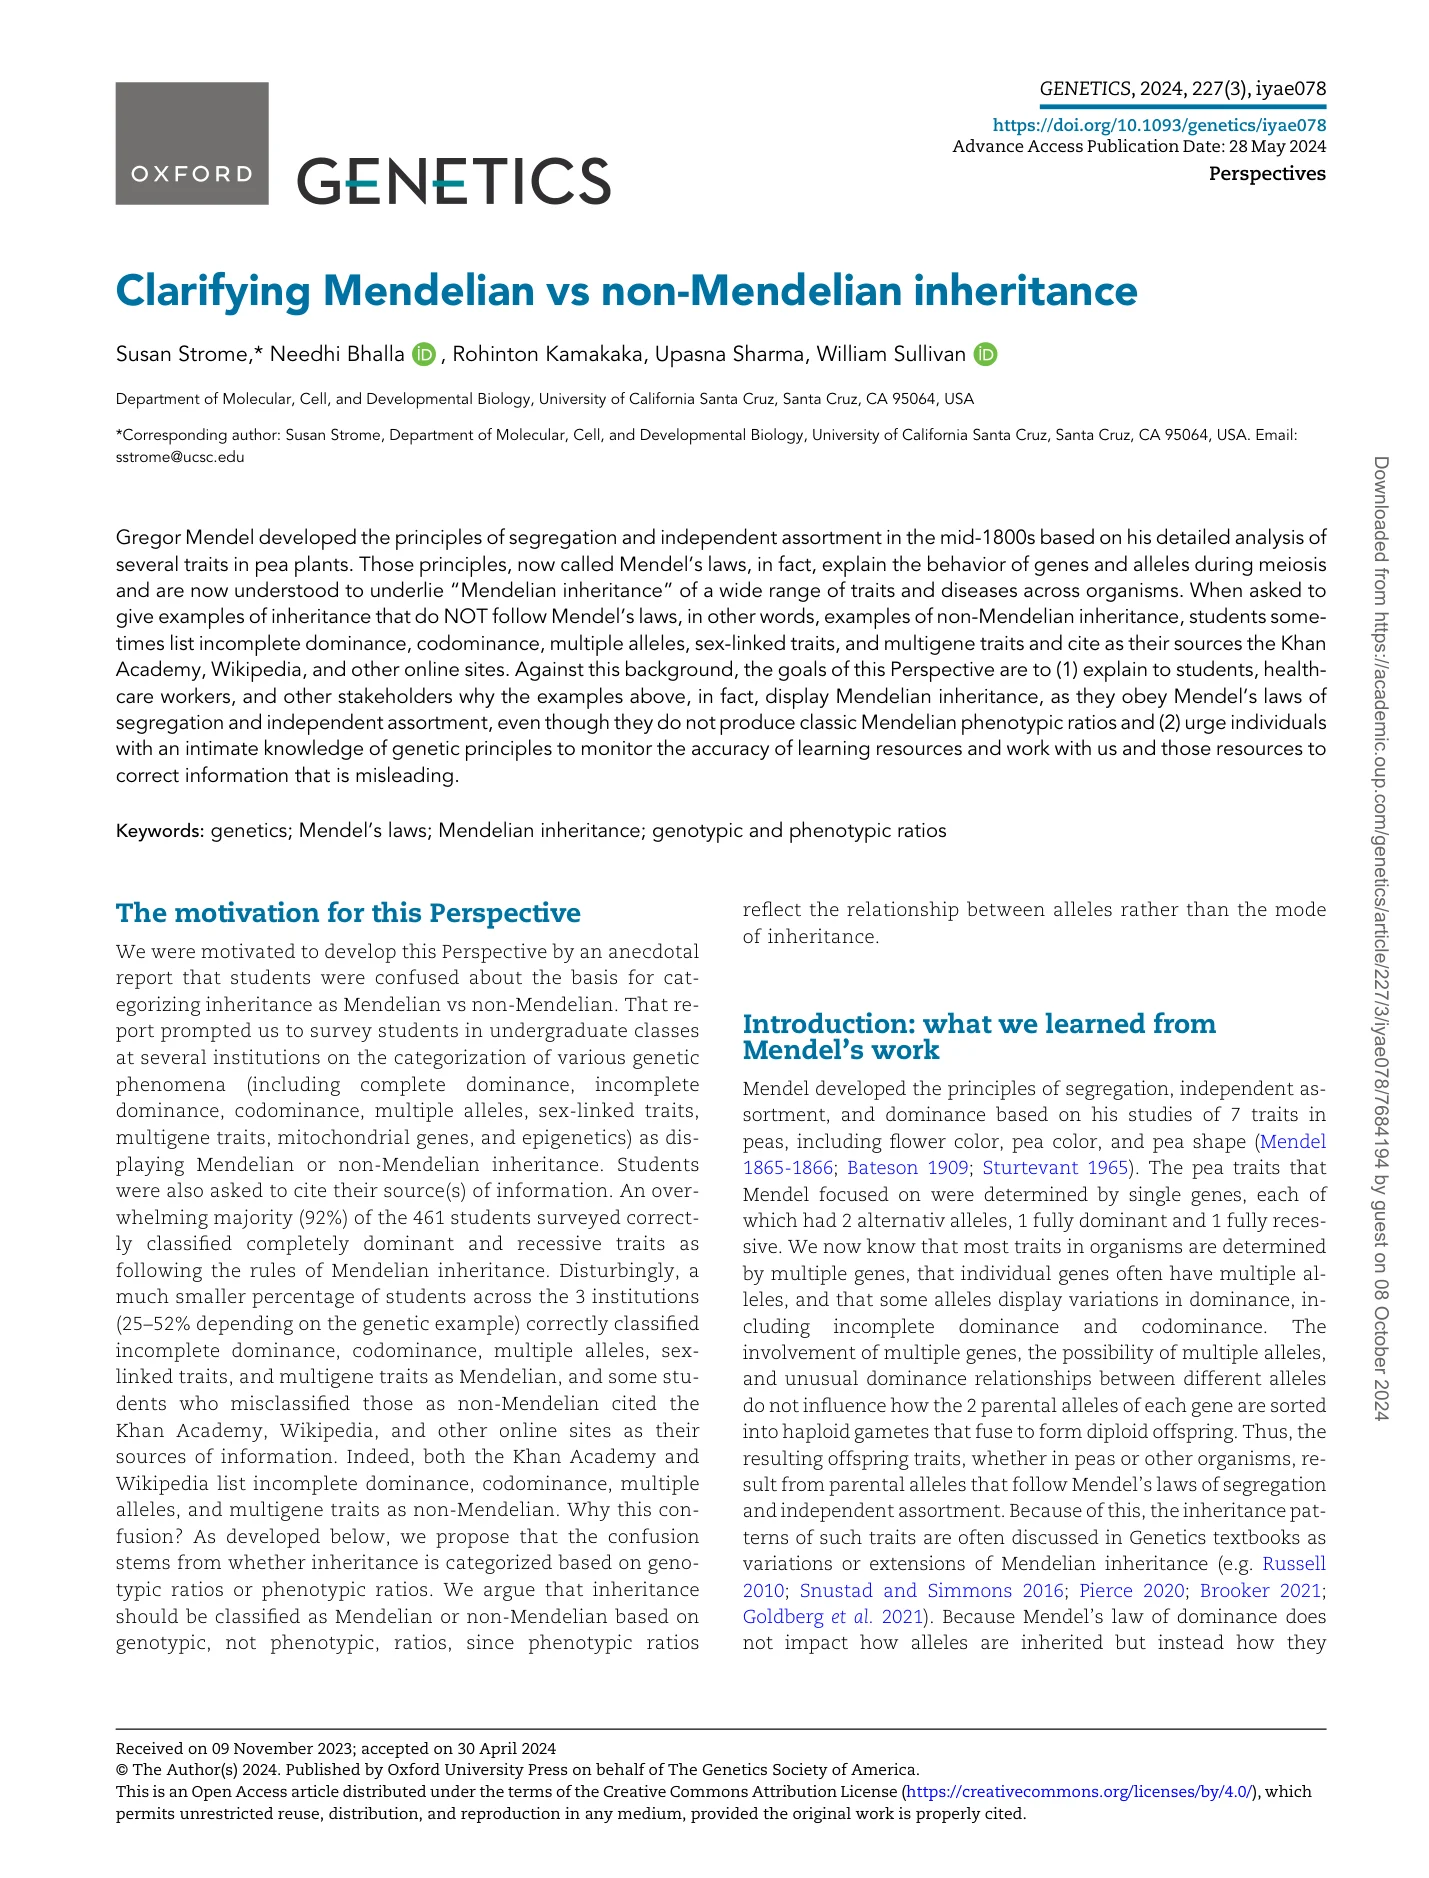 GENETICS, 2024, 227(3), iyae078
https://doi.org/10.1093/genetics/iyae078
Advance Access Publication Date: 28 May 2024
Perspectives
OXFORD
GENETICS
Clarifying Mendelian vs non-Mendelian inheritance
Susan Strome,* Needhi Bhalla iD , Rohinton Kamakaka, Upasna Sharma, William Sullivan iD
Department of Molecular, Cell, and Developmental Biology, University of California Santa Cruz, Santa Cruz, CA 95064, USA
*Corresponding author: Susan Strome, Department of Molecular, Cell, and Developmental Biology, University of California Santa Cruz, Santa Cruz, CA 95064, USA. Email:
sstrome@ucsc.edu
Gregor Mendel developed the principles of segregation and independent assortment in the mid-1800s based on his detailed analysis of
several traits in pea plants. Those principles, now called Mendel's laws, in fact, explain the behavior of genes and alleles during meiosis
and are now understood to underlie “Mendelian inheritance” of a wide range of traits and diseases across organisms. When asked to
give examples of inheritance that do NOT follow Mendel's laws, in other words, examples of non-Mendelian inheritance, students some-
times list incomplete dominance, codominance, multiple alleles, sex-linked traits, and multigene traits and cite as their sources the Khan
Academy, Wikipedia, and other online sites. Against this background, the goals of this Perspective are to (1) explain to students, health-
care workers, and other stakeholders why the examples above, in fact, display Mendelian inheritance, as they obey Mendel's laws of
segregation and independent assortment, even though they do not produce classic Mendelian phenotypic ratios and (2) urge individuals
with an intimate knowledge of genetic principles to monitor the accuracy of learning resources and work with us and those resources to
correct information that is misleading.
Keywords: genetics; Mendel's laws; Mendelian inheritance; genotypic and phenotypic ratios
The motivation for this Perspective
We were motivated to develop this Perspective by an anecdotal
report that students were confused about the basis for cat-
egorizing inheritance as Mendelian vs non-Mendelian. That re-
port prompted us to survey students in undergraduate classes
at several institutions on the categorization of various genetic
phenomena (including complete dominance, incomplete
dominance, codominance, multiple alleles, sex-linked traits,
multigene traits, mitochondrial genes, and epigenetics) as dis-
playing Mendelian or non-Mendelian inheritance. Students
were also asked to cite their source(s) of information. An over-
whelming majority (92%) of the 461 students surveyed correct-
ly classified completely dominant and recessive traits as
following the rules of Mendelian inheritance. Disturbingly, a
much smaller percentage of students across the 3 institutions
(25–52% depending on the genetic example) correctly classified
incomplete dominance, codominance, multiple alleles, sex-
linked traits, and multigene traits as Mendelian, and some stu-
dents who misclassified those as non-Mendelian cited the
Khan Academy, Wikipedia, and other online sites as their
sources of information. Indeed, both the Khan Academy and
Wikipedia list incomplete dominance, codominance, multiple
alleles, and multigene traits as non-Mendelian. Why this con-
fusion? As developed below, we propose that the confusion
stems from whether inheritance is categorized based on geno-
typic ratios or phenotypic ratios. We argue that inheritance
should be classified as Mendelian or non-Mendelian based on
genotypic, not phenotypic, ratios, since phenotypic ratios
reflect the relationship between alleles rather than the mode
of inheritance.
Introduction: what we learned from
Mendel's work
Mendel developed the principles of segregation, independent as-
sortment, and dominance based on his studies of 7 traits in
peas, including flower color, pea color, and pea shape (Mendel
1865-1866; Bateson 1909; Sturtevant 1965). The pea traits that
Mendel focused on were determined by single genes, each of
which had 2 alternativ alleles, 1 fully dominant and 1 fully reces-
sive. We now know that most traits in organisms are determined
by multiple genes, that individual genes often have multiple al-
leles, and that some alleles display variations in dominance, in-
cluding incomplete dominance and codominance. The
involvement of multiple genes, the possibility of multiple alleles,
and unusual dominance relationships between different alleles
do not influence how the 2 parental alleles of each gene are sorted
into haploid gametes that fuse to form diploid offspring. Thus, the
resulting offspring traits, whether in peas or other organisms, re-
sult from parental alleles that follow Mendel's laws of segregation
and independent assortment. Because of this, the inheritance pat-
terns of such traits are often discussed in Genetics textbooks as
variations or extensions of Mendelian inheritance (e.g. Russell
2010; Snustad and Simmons 2016; Pierce 2020; Brooker 2021;
Goldberg et al. 2021). Because Mendel's law of dominance does
not impact how alleles are inherited but instead how they
Received on 09 November 2023; accepted on 30 April 2024
© The Author(s) 2024. Published by Oxford University Press on behalf of The Genetics Society of America.
This is an Open Access article distributed under the terms of the Creative Commons Attribution License (https://creativecommons.org/licenses/by/4.0/), which
permits unrestricted reuse, distribution, and reproduction in any medium, provided the original work is properly cited.
Downloaded from https://academic.oup.com/genetics/article/227/3/iyae078/7684194 by guest on 08 October 2024